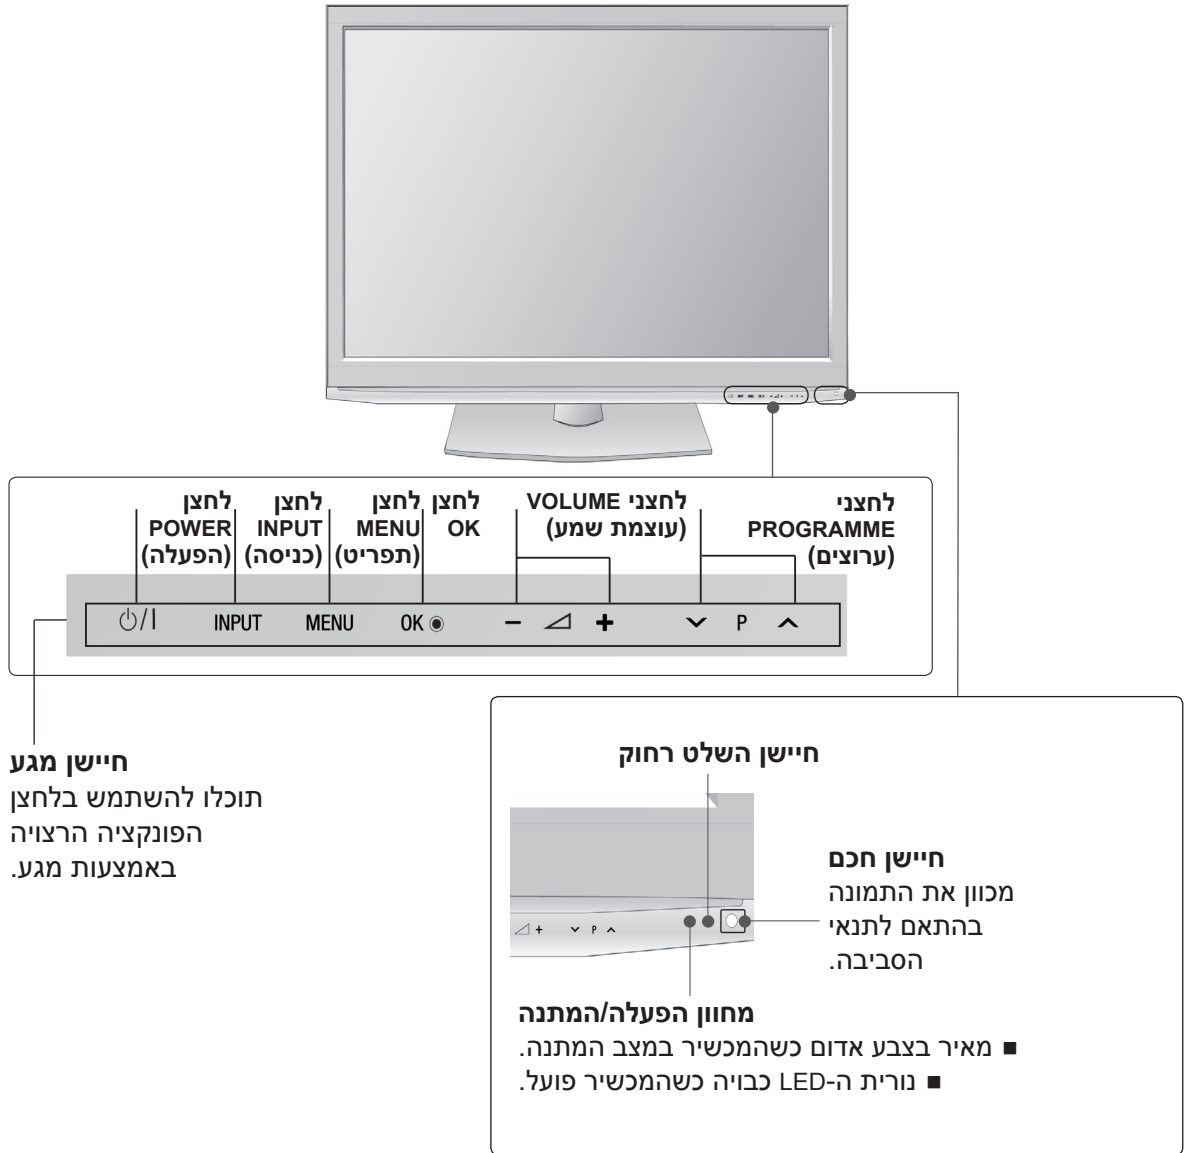 לחצן
POWER
(הפעלה)
לחצן
INPUT
(כניסה)
לחצן
MENU
(תפריט)
לחצן
OK
לחצני VOLUME
(עוצמת שמע)
לחצני
PROGRAMME
(ערוצים)
/I INPUT MENU OK - + P
חיישן מגע
תוכלו להשתמש בלחצן
הפונקציה הרצויה
באמצעות מגע.
חיישן השלט רחוק
+ P
חיישן חכם
מכוון את התמונה
בהתאם לתנאי
הסביבה.
מחוון הפעלה/המתנה
■ מאיר בצבע אדום כשהמכשיר במצב המתנה.
■ נורית ה-LED כבויה כשהמכשיר פועל.